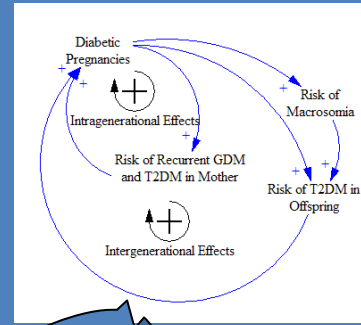 Diabetic
Pregnancies
+
+
+
Intragenerational Effects
+
+
Risk of
Macrosomia
Risk of Recurrent GDM
and T2DM in Mother
+
+
Risk of T2DM in
Offspring
+
Intergenerational Effects